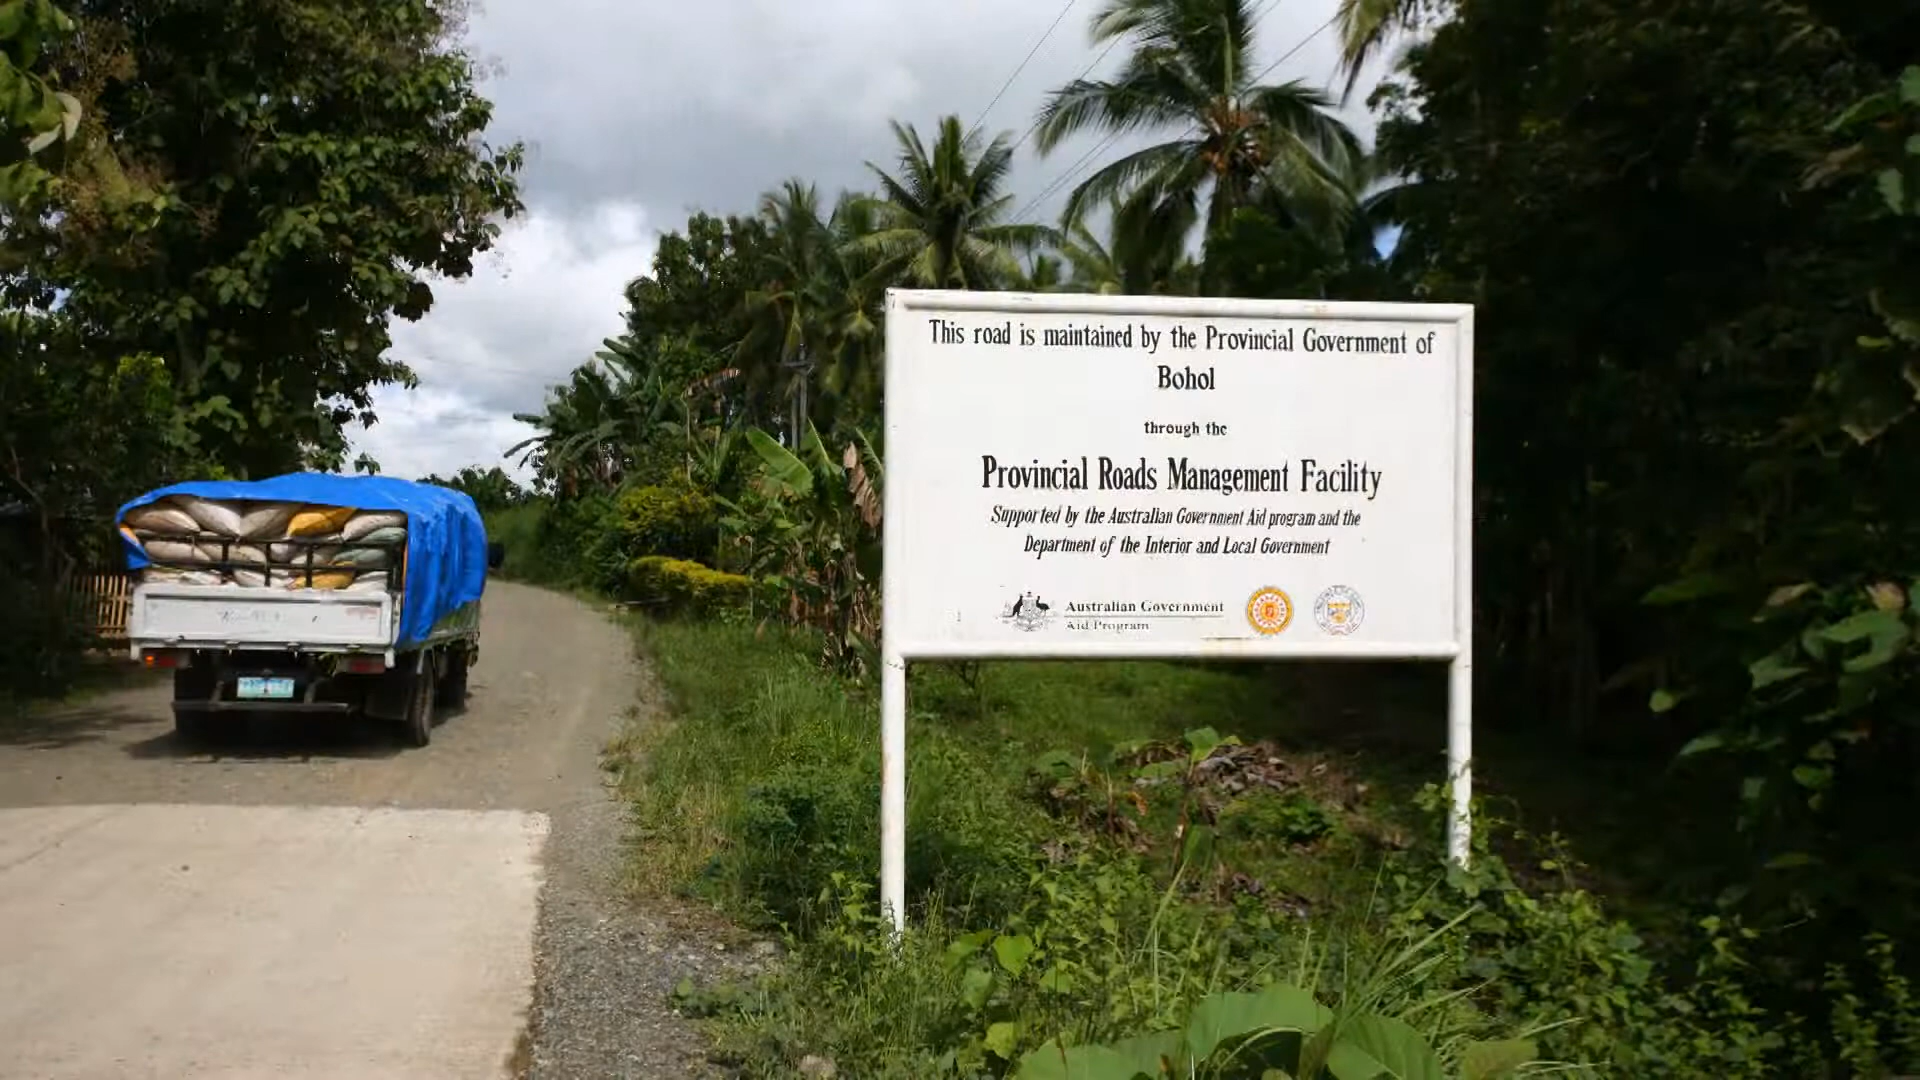 This road is maintained by the Provincial Government of
Bohol
through the
Provincial Roads Management Facility
Supported by the Australian Government Aid program and the
Department of the Interior and Local Government
Australian Government
Aid Program